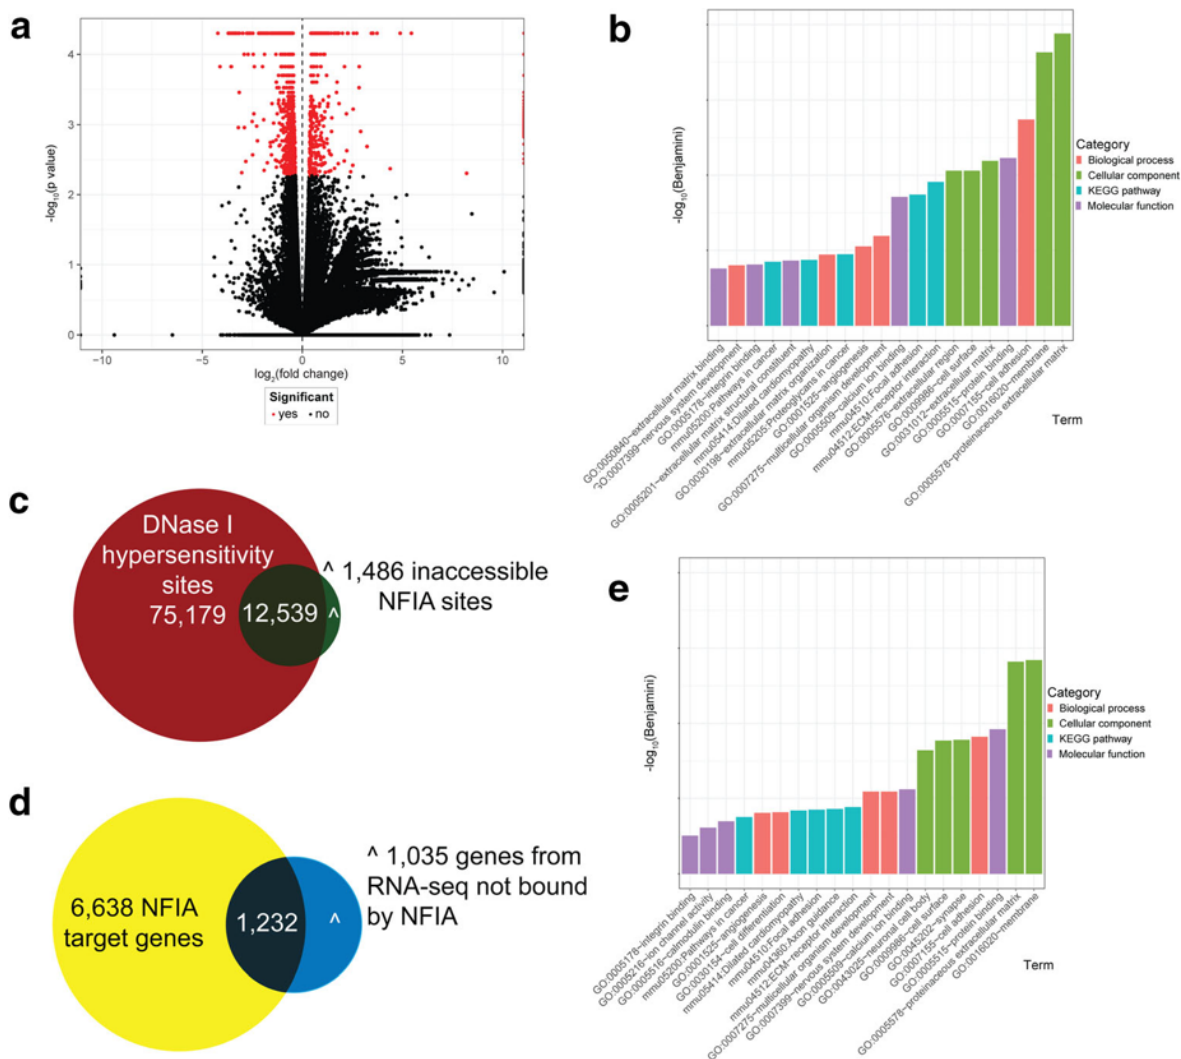 a
4
3
2
1
0
-log10(p value)
−10
−5
0
5
10
log2(fold change)
Significant
yes
no
b
-log10(Benjamini)
Category
Biological process
Cellular component
KEGG pathway
Molecular function
GO:0050840~extracellular matrix binding
GO:0007399~nervous system development
GO:0005178~integrin binding
mmu05200:Pathways in cancer
GO:0005201~extracellular matrix structural constituent
mmu05414:Dilated cardiomyopathy
GO:0030198~extracellular matrix organization
mmu05205:Proteoglycans in cancer
GO:0001525~angiogenesis
GO:0007275~multicellular organism development
GO:0005509~calcium ion binding
mmu04510:Focal adhesion
mmu04512:ECM−receptor interaction
GO:0005576~extracellular region
GO:0009986~cell surface
GO:0031012~extracellular matrix
GO:0005515~protein binding
GO:0007155~cell adhesion
GO:0016020~membrane
GO:0005578~proteinaceous extracellular matrix
Term
c
DNase I
hypersensitivity
sites
75,179
12,539
^
^ 1,486 inaccessible
NFIA sites
d
6,638 NFIA
target genes
1,232
^
^ 1,035 genes from
RNA-seq not bound
by NFIA
e
-log10(Benjamini)
Category
Biological process
Cellular component
KEGG pathway
Molecular function
GO:0005178~integrin binding
GO:0005216~ion channel activity
GO:0005516~calmodulin binding
mmu05200:Pathways in cancer
GO:0001525~angiogenesis
GO:0030154~cell differentiation
mmu05414:Dilated cardiomyopathy
mmu04510:Focal adhesion
mmu04360:Axon guidance
mmu04512:ECM−receptor interaction
GO:0007275~multicellular organism development
GO:0007399~nervous system development
GO:0005509~calcium ion binding
GO:0043025~neuronal cell body
GO:0009986~cell surface
GO:0045202~synapse
GO:0007155~cell adhesion
GO:0005515~protein binding
GO:0005578~proteinaceous extracellular matrix
GO:0016020~membrane
Term